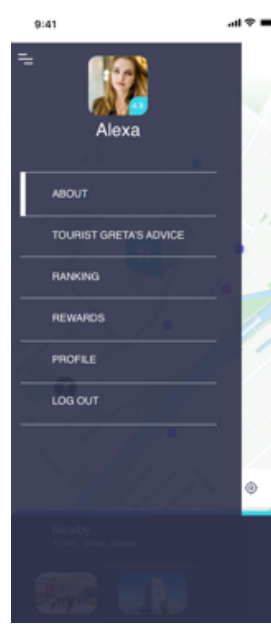 9:41
4.9
Alexa
ABOUT
TOURIST GRETA'S ADVICE
RANKING
REWARDS
PROFILE
LOG OUT
Nearby